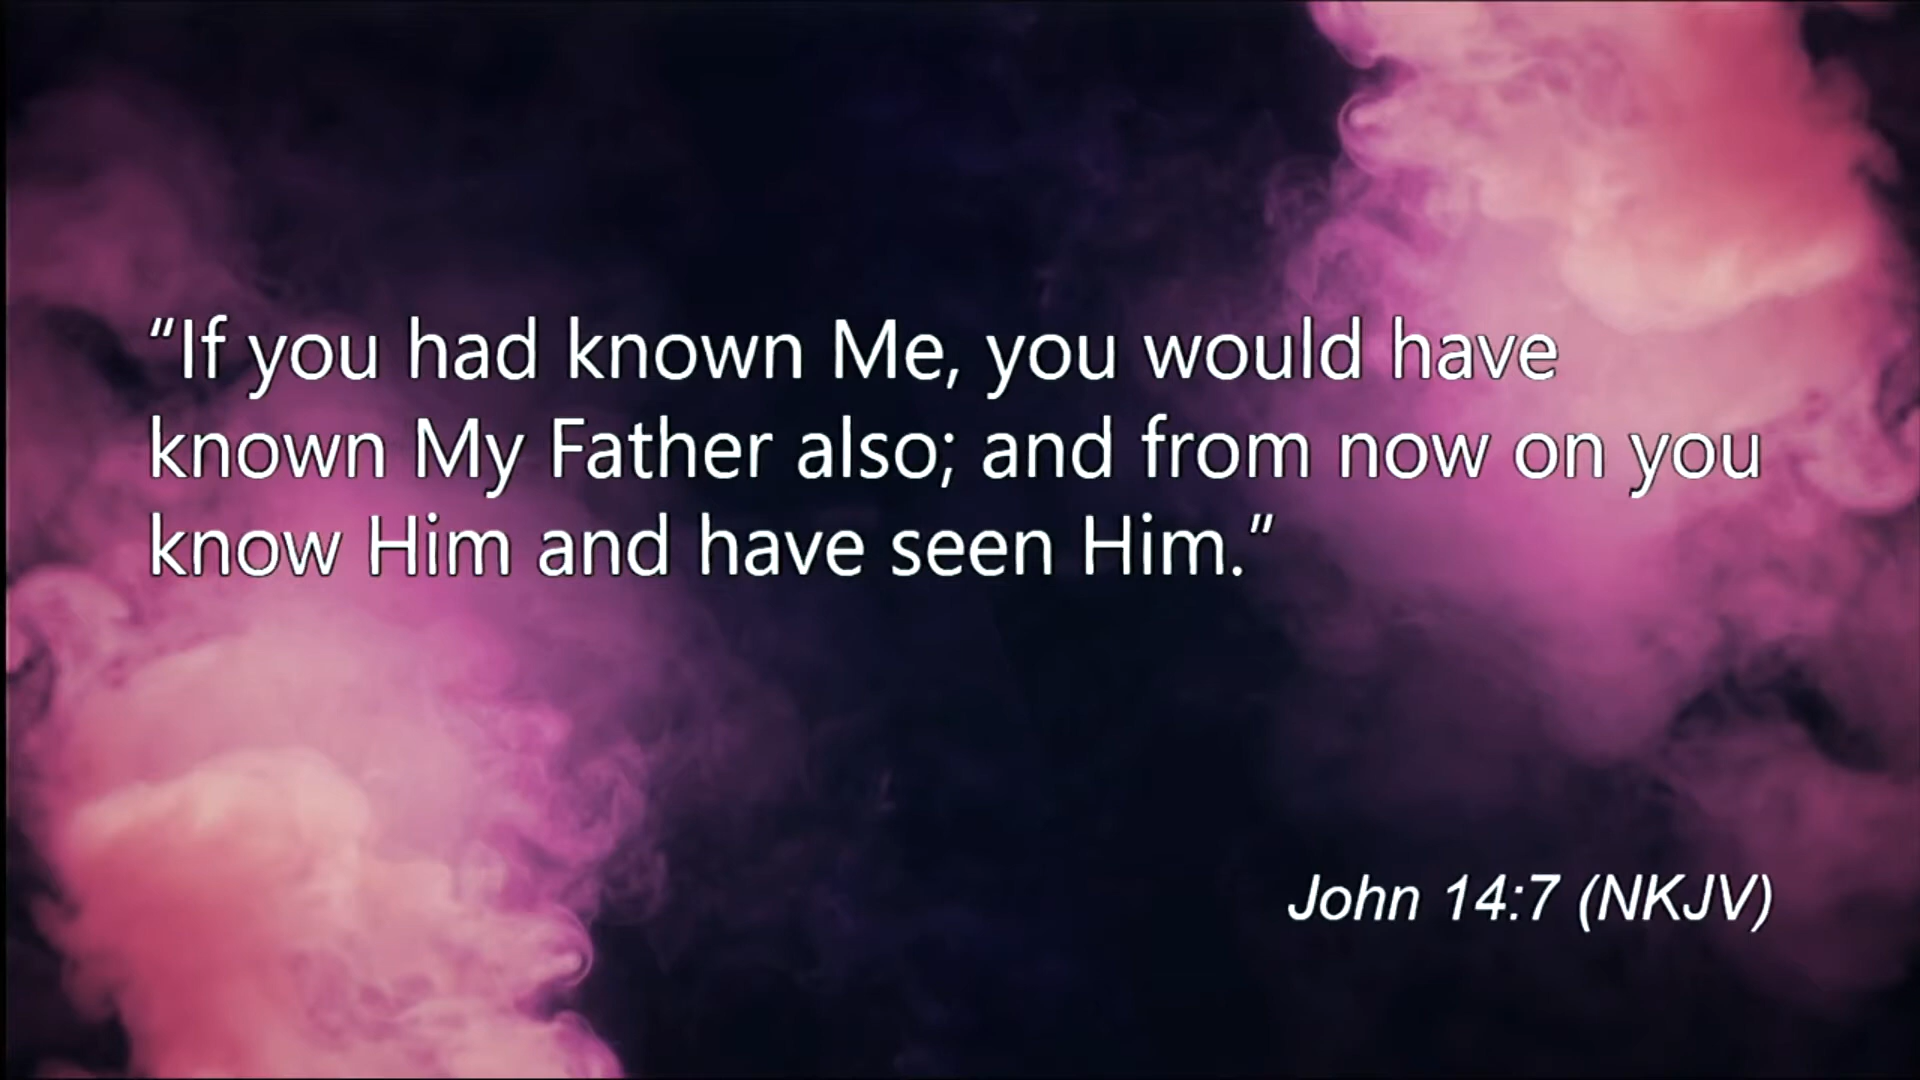 “If you had known Me, you would have
known My Father also; and from now on you
know Him and have seen Him.”
John 14:7 (NKJV)